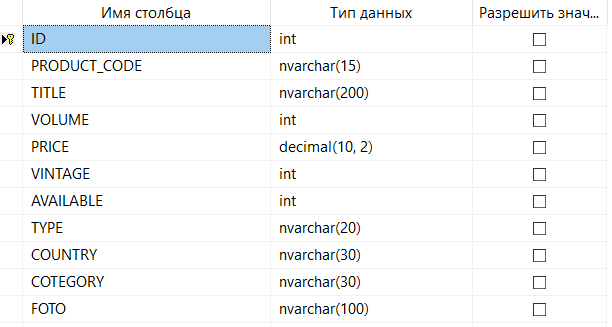 Имя столбца Тип данных Разрешить знач...
ID int
PRODUCT_CODE nvarchar(15)
TITLE nvarchar(200)
VOLUME int
PRICE decimal(10, 2)
VINTAGE int
AVAILABLE int
TYPE nvarchar(20)
COUNTRY nvarchar(30)
COTEGORY nvarchar(30)
FOTO nvarchar(100)